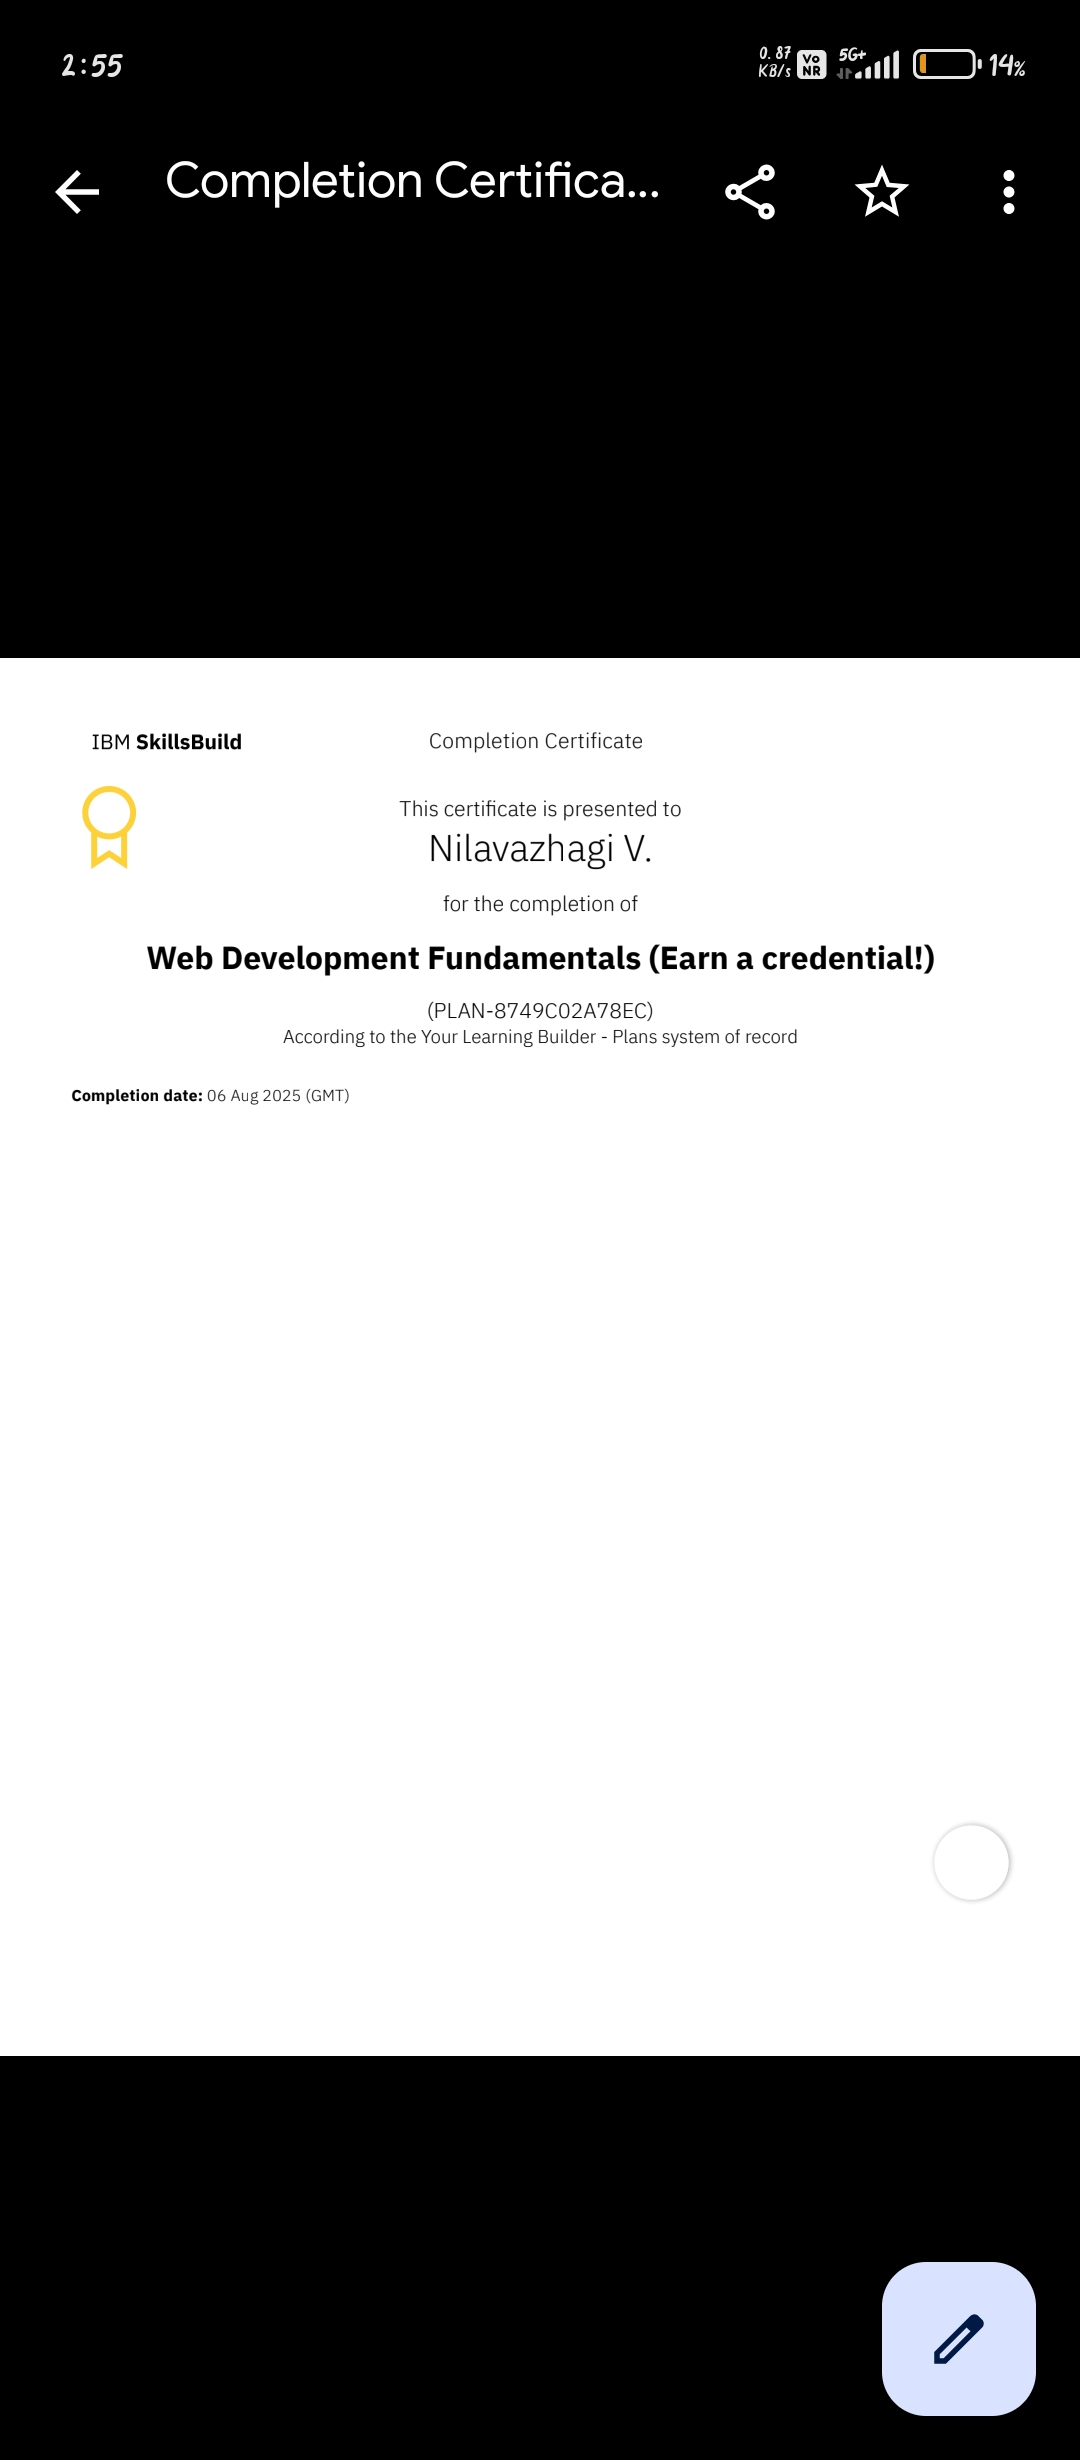 2:55
0.87
KB/s
Vo
NR
5G+
14%
Completion Certifica...
IBM SkillsBuild
Completion Certificate
This certificate is presented to
Nilavazhagi V.
for the completion of
Web Development Fundamentals (Earn a credential!)
(PLAN-8749C02A78EC)
According to the Your Learning Builder - Plans system of record
Completion date: 06 Aug 2025 (GMT)